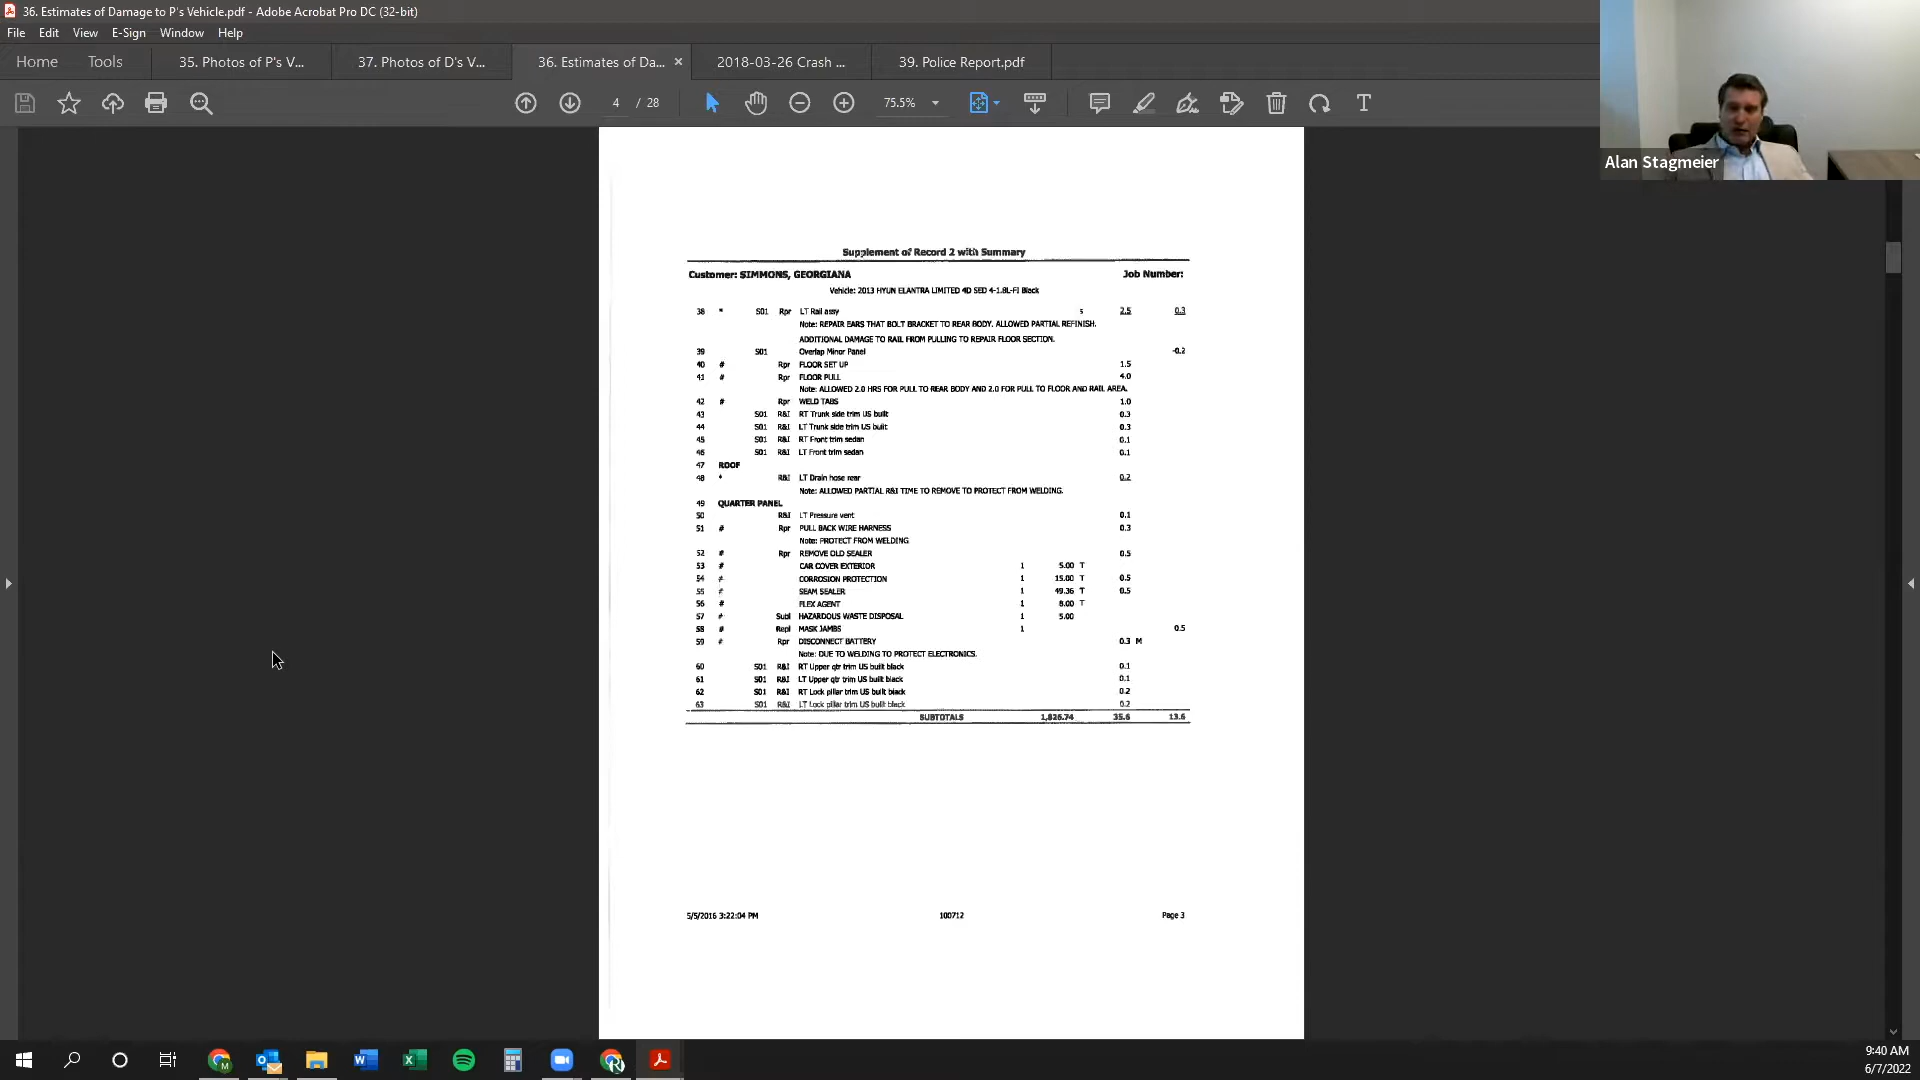 36. Estimates of Damage to P's Vehicle.pdf - Adobe Acrobat Pro DC (32-bit)
File Edit View E-Sign Window Help
Home Tools 35. Photos of P's V... 37. Photos of D's V... 36. Estimates of Da... × 2018-03-26 Crash ... 39. Police Report.pdf
4 / 28 75.5%
Alan Stagmeier
Supplement of Record 2 with Summary
Customer: SIMMONS, GEORGIANA Job Number:
Vehicle: 2013 HYUN ELANTRA LIMITED 4D SED 4-1.8L-FI Black
38 * S01 Rpr LT Rail assy s 2.5 0.3
Note: REPAIR EARS THAT BOLT BRACKET TO REAR BODY. ALLOWED PARTIAL REFINISH.
ADDITIONAL DAMAGE TO RAIL FROM PULLING TO REPAIR FLOOR SECTION.
39 S01 Overlap Minor Panel -0.2
40 # Rpr FLOOR SET UP 1.5
41 # Rpr FLOOR PULL 4.0
Note: ALLOWED 2.0 HRS FOR PULL TO REAR BODY AND 2.0 FOR PULL TO FLOOR AND RAIL AREA.
42 # Rpr WELD TABS 1.0
43 S01 R&I RT Trunk side trim US built 0.3
44 S01 R&I LT Trunk side trim US built 0.3
45 S01 R&I RT Front trim sedan 0.1
46 S01 R&I LT Front trim sedan 0.1
47 ROOF
48 * R&I LT Drain hose rear 0.2
Note: ALLOWED PARTIAL R&I TIME TO REMOVE TO PROTECT FROM WELDING.
49 QUARTER PANEL
50 R&I LT Pressure vent 0.1
51 # Rpr PULL BACK WIRE HARNESS 0.3
Note: PROTECT FROM WELDING
52 # Rpr REMOVE OLD SEALER 0.5
53 # CAR COVER EXTERIOR 1 5.00 T
54 # CORROSION PROTECTION 1 15.00 T 0.5
55 # SEAM SEALER 1 49.36 T 0.5
56 # FLEX AGENT 1 8.00 T
57 # Subl HAZARDOUS WASTE DISPOSAL 1 5.00
58 # Repl MASK JAMBS 1 0.5
59 # Rpr DISCONNECT BATTERY 0.3 M
Note: DUE TO WELDING TO PROTECT ELECTRONICS.
60 S01 R&I RT Upper qtr trim US built black 0.1
61 S01 R&I LT Upper qtr trim US built black 0.1
62 S01 R&I RT Lock pillar trim US built black 0.2
63 S01 R&I LT Lock pillar trim US built black 0.2
SUBTOTALS 1,826.74 35.6 13.6
5/5/2016 3:22:04 PM 100712 Page 3
9:40 AM
6/7/2022